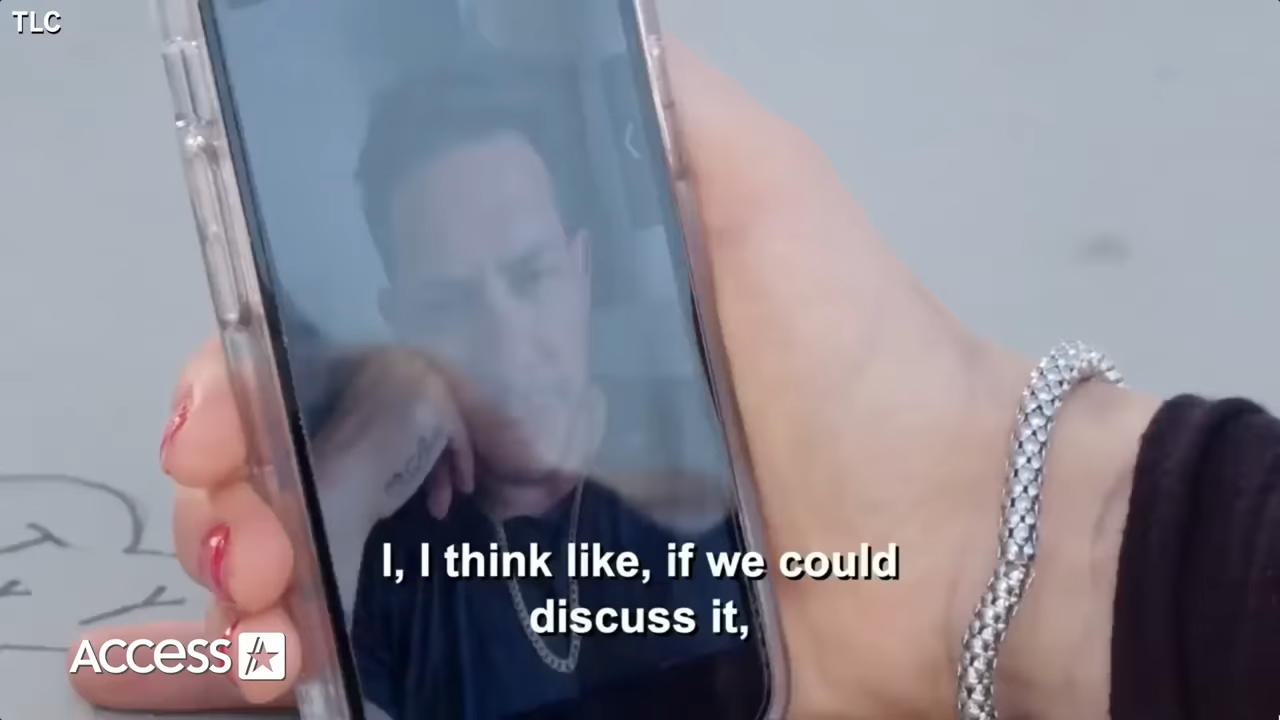 TLC
I, I think like, if we could
discuss it,
ACCESS